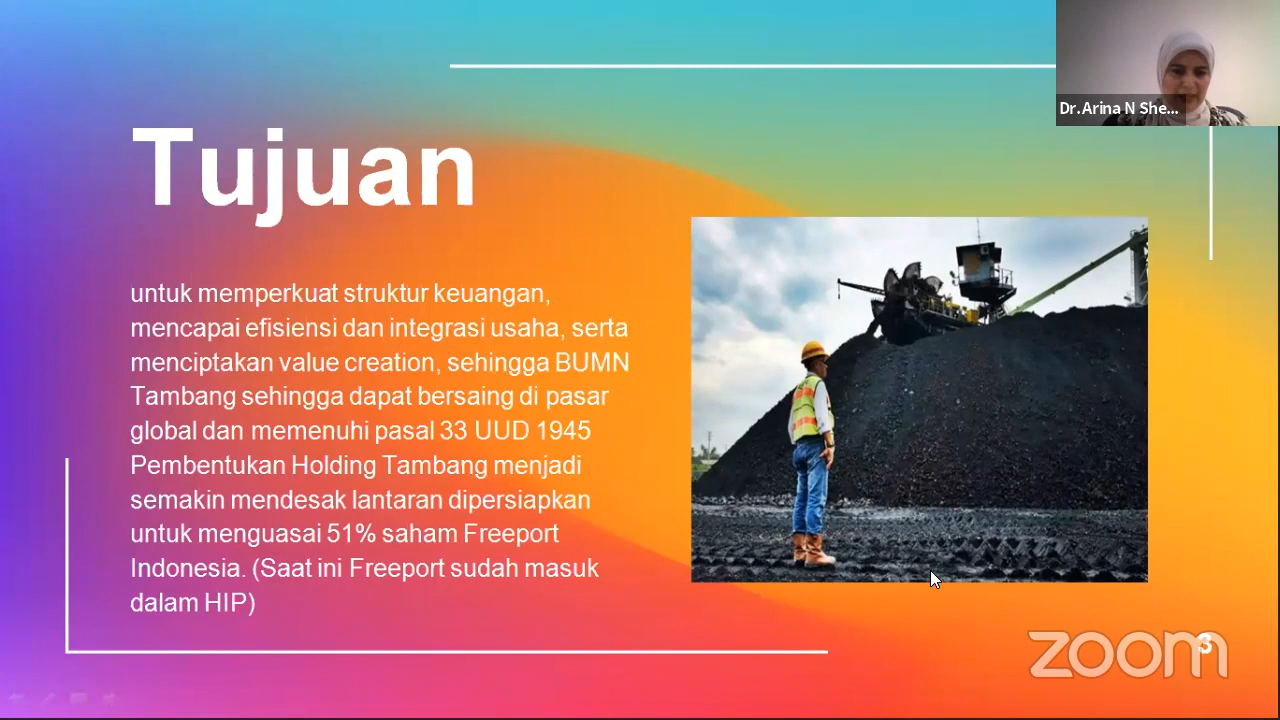 Dr.Arina N She...
Tujuan
untuk memperkuat struktur keuangan,
mencapai efisiensi dan integrasi usaha, serta
menciptakan value creation, sehingga BUMN
Tambang sehingga dapat bersaing di pasar
global dan memenuhi pasal 33 UUD 1945
Pembentukan Holding Tambang menjadi
semakin mendesak lantaran dipersiapkan
untuk menguasai 51% saham Freeport
Indonesia. (Saat ini Freeport sudah masuk
dalam HIP)
3
zoom